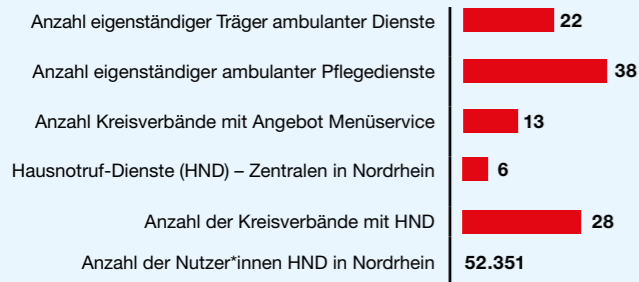 Anzahl eigenständiger Träger ambulanter Dienste 22
Anzahl eigenständiger ambulanter Pflegedienste 38
Anzahl Kreisverbände mit Angebot Menüservice 13
Hausnotruf-Dienste (HND) – Zentralen in Nordrhein 6
Anzahl der Kreisverbände mit HND 28
Anzahl der Nutzer*innen HND in Nordrhein 52.351